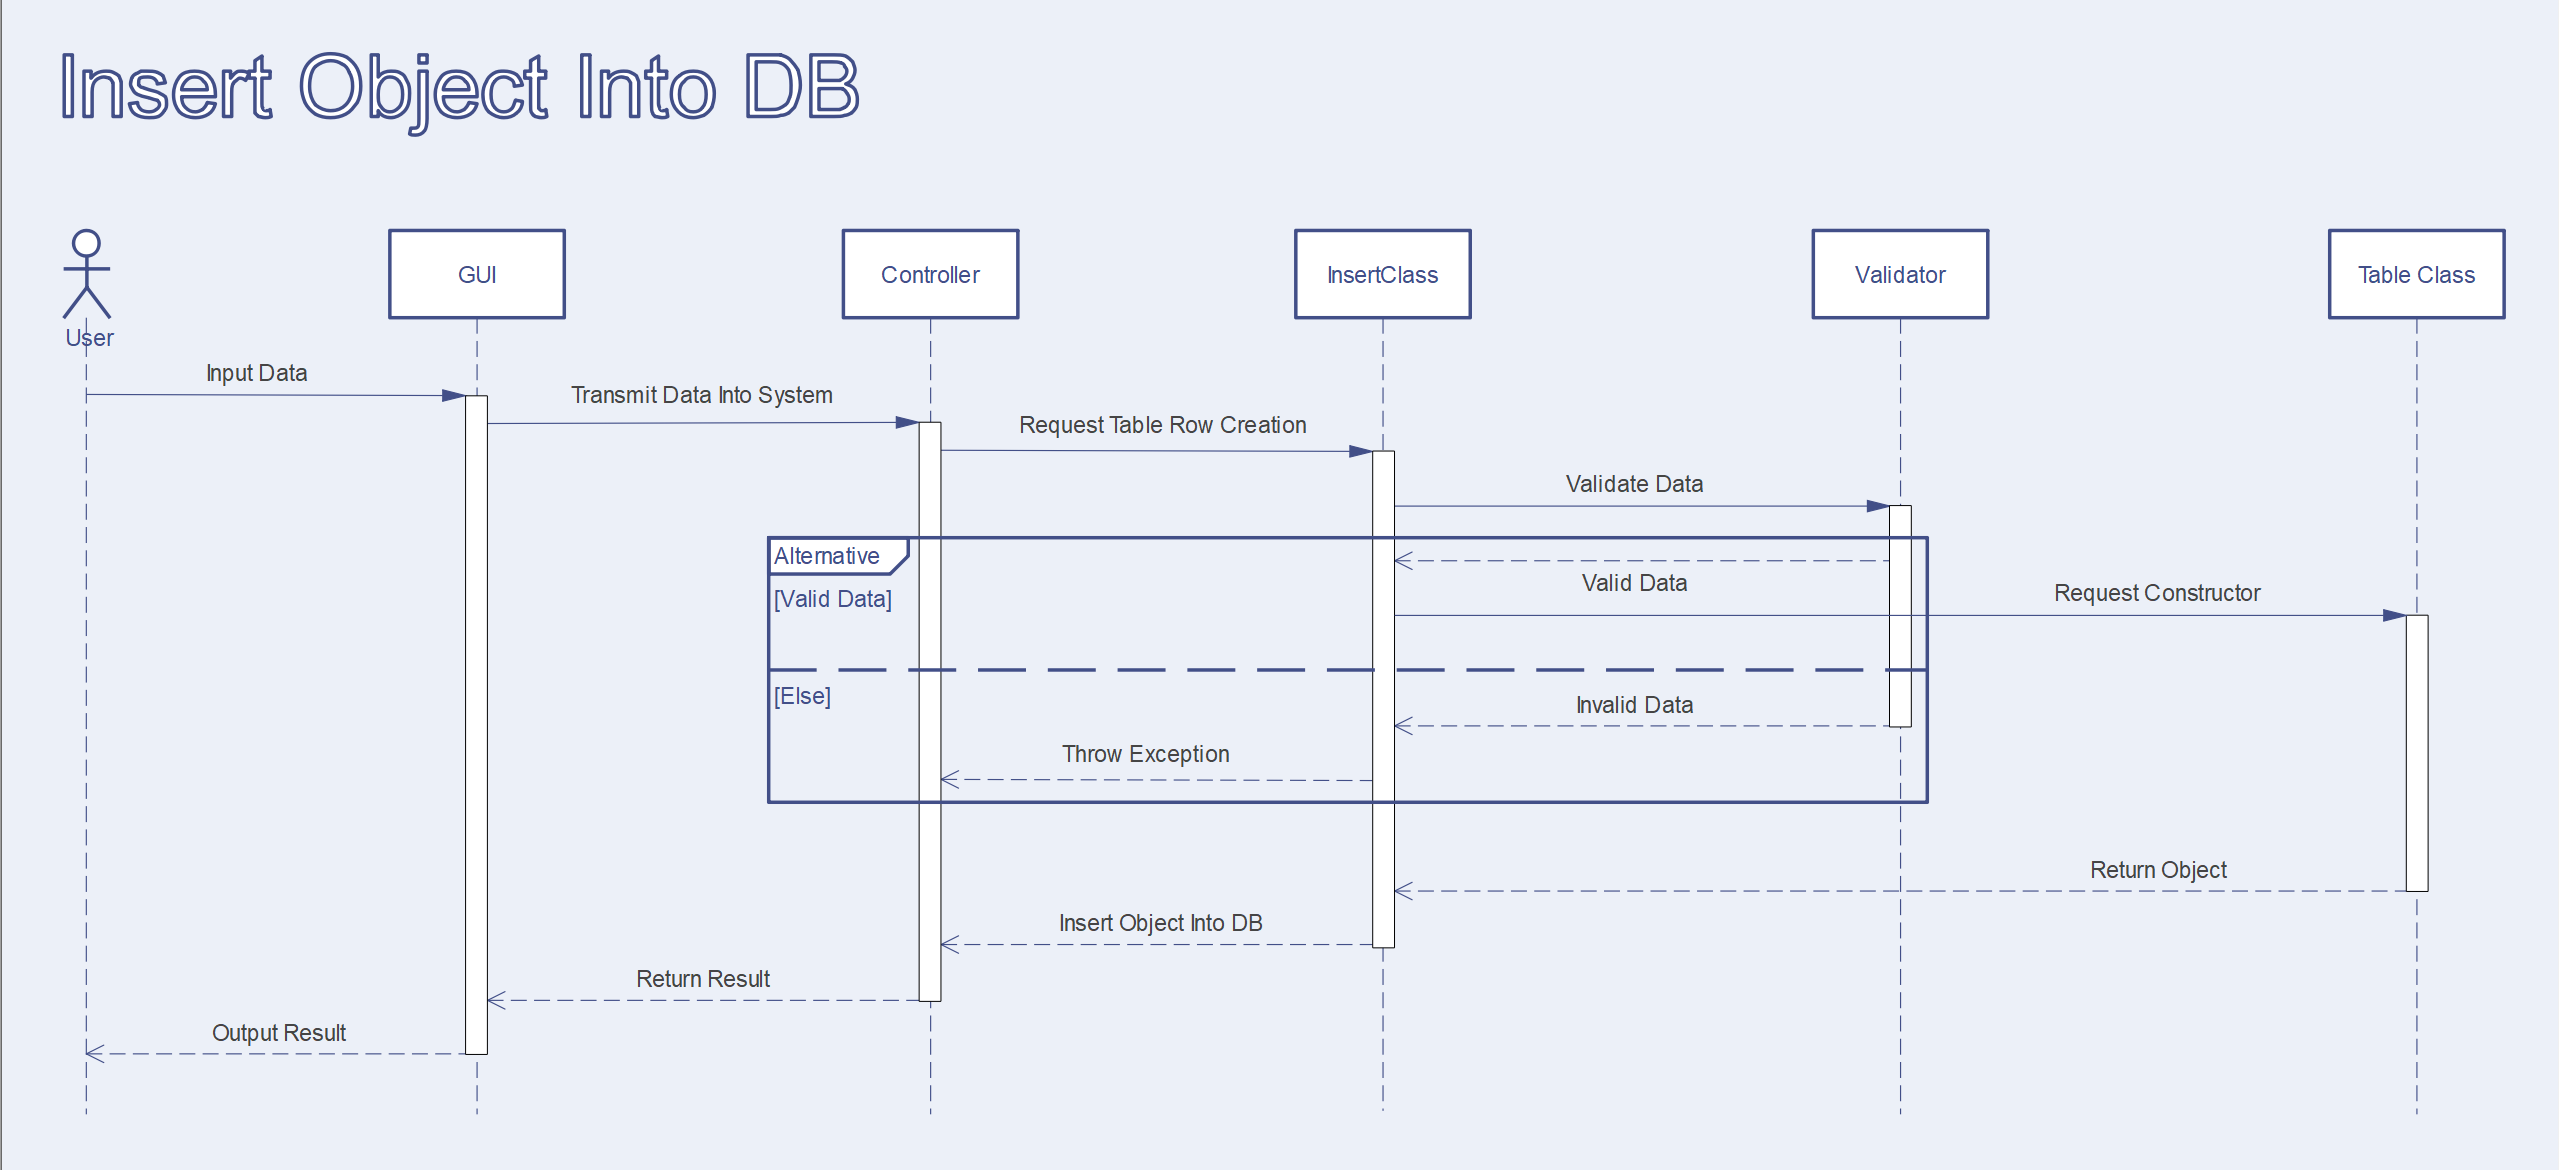 Insert Object Into DB
User
GUI
Controller
InsertClass
Validator
Table Class
Input Data
Transmit Data Into System
Request Table Row Creation
Validate Data
Alternative
[Valid Data]
Valid Data
Request Constructor
[Else]
Invalid Data
Throw Exception
Return Object
Insert Object Into DB
Return Result
Output Result